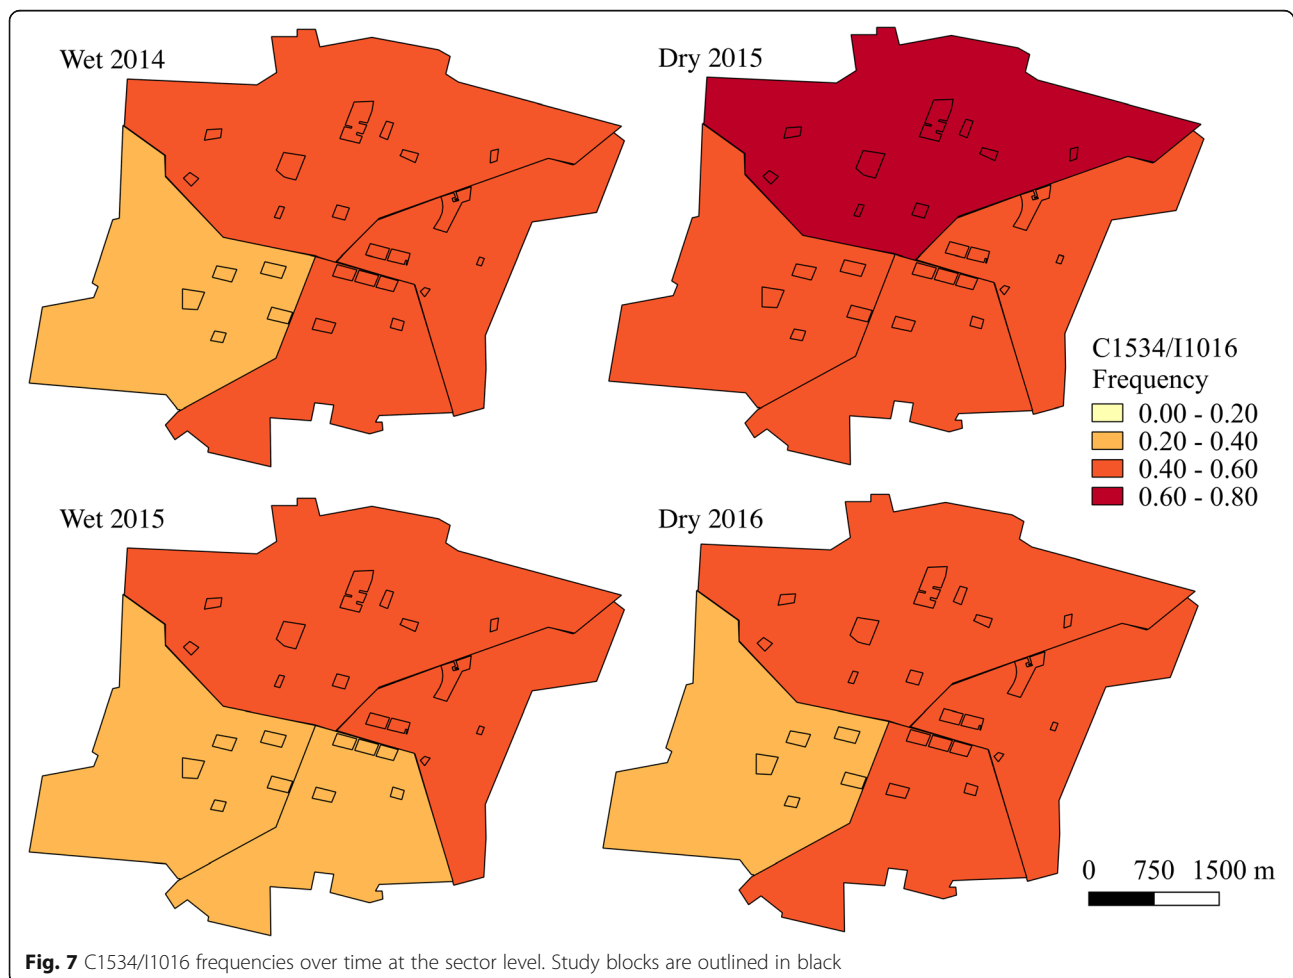 Wet 2014
Dry 2015
C1534/I1016
Frequency
0.00 - 0.20
0.20 - 0.40
0.40 - 0.60
0.60 - 0.80
Wet 2015
Dry 2016
0 750 1500 m
Fig. 7 C1534/I1016 frequencies over time at the sector level. Study blocks are outlined in black